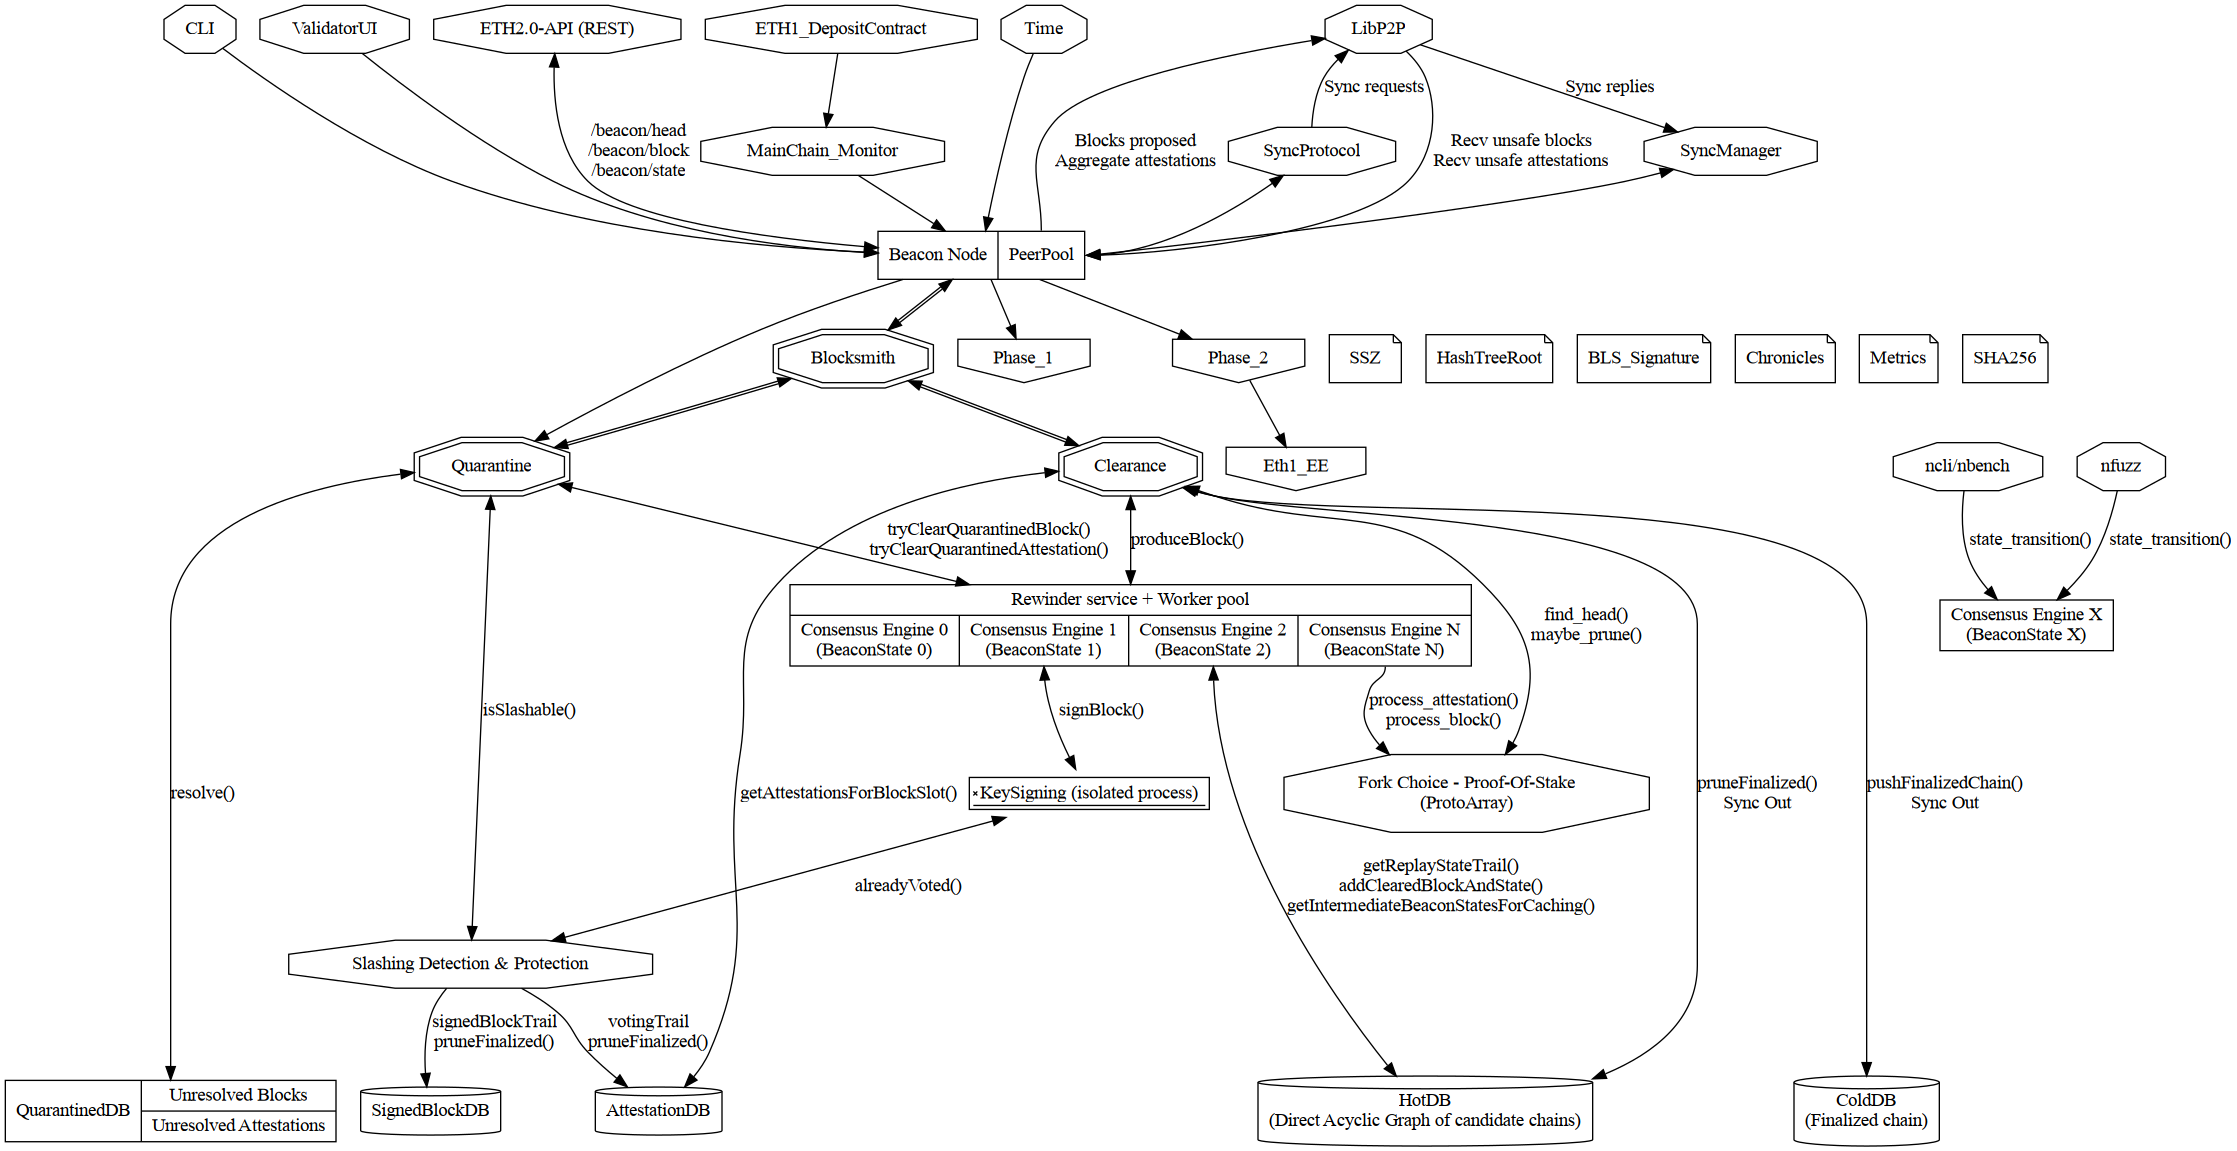 CLI
ValidatorUI
ETH2.0-API (REST)
ETH1_DepositContract
Time
LibP2P
Sync requests
Sync replies
/beacon/head
/beacon/block
/beacon/state
MainChain_Monitor
Blocks proposed
Aggregate attestations
SyncProtocol
Recv unsafe blocks
Recv unsafe attestations
SyncManager
Beacon Node
PeerPool
Blocksmith
Phase_1
Phase_2
SSZ
HashTreeRoot
BLS_Signature
Chronicles
Metrics
SHA256
Quarantine
Clearance
Eth1_EE
ncli/nbench
nfuzz
tryClearQuarantinedBlock()
tryClearQuarantinedAttestation()
produceBlock()
state_transition()
state_transition()
Rewinder service + Worker pool
Consensus Engine 0
(BeaconState 0)
Consensus Engine 1
(BeaconState 1)
Consensus Engine 2
(BeaconState 2)
Consensus Engine N
(BeaconState N)
find_head()
maybe_prune()
Consensus Engine X
(BeaconState X)
isSlashable()
signBlock()
process_attestation()
process_block()
resolve()
getAttestationsForBlockSlot()
KeySigning (isolated process)
Fork Choice - Proof-Of-Stake
(ProtoArray)
pruneFinalized()
Sync Out
pushFinalizedChain()
Sync Out
alreadyVoted()
getReplayStateTrail()
addClearedBlockAndState()
getIntermediateBeaconStatesForCaching()
Slashing Detection & Protection
signedBlockTrail
pruneFinalized()
votingTrail
pruneFinalized()
QuarantinedDB
Unresolved Blocks
Unresolved Attestations
SignedBlockDB
AttestationDB
HotDB
(Direct Acyclic Graph of candidate chains)
ColdDB
(Finalized chain)